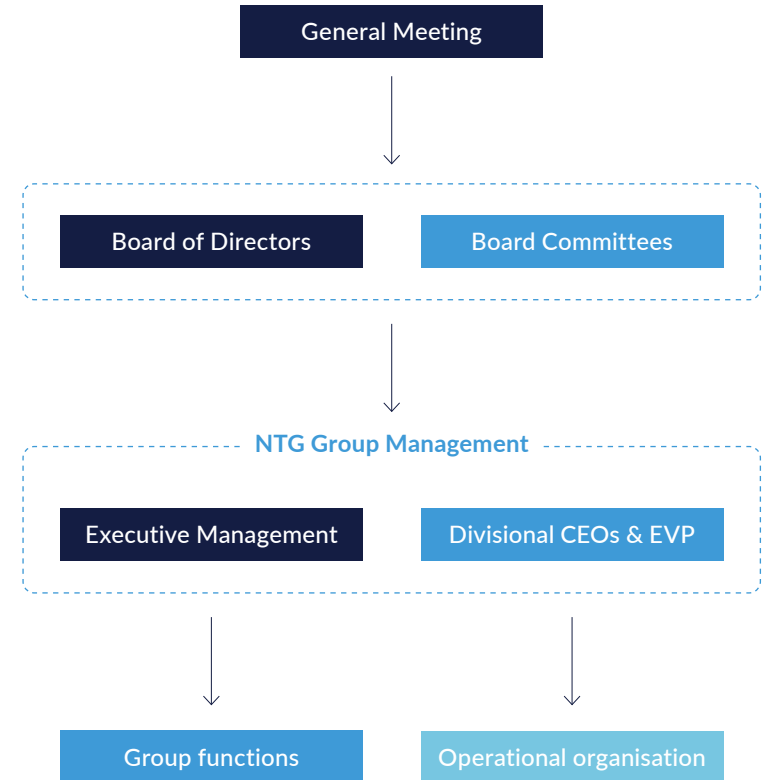 General Meeting
Board of Directors
Board Committees
NTG Group Management
Executive Management
Divisional CEOs & EVP
Group functions
Operational organisation